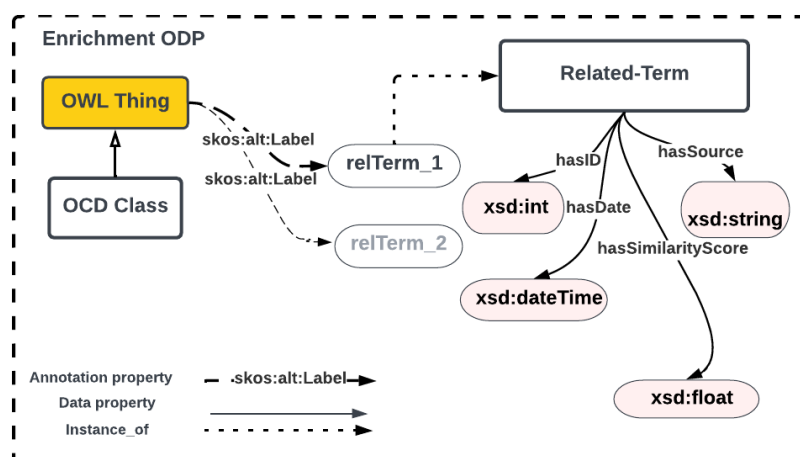 Enrichment ODP
OWL Thing
Related-Term
skos:alt:Label
relTerm_1
hasID
hasSource
skos:alt:Label
OCD Class
xsd:int
hasDate
xsd:string
relTerm_2
hasSimilarityScore
xsd:dateTime
Annotation property
skos:alt:Label
Data property
xsd:float
Instance_of